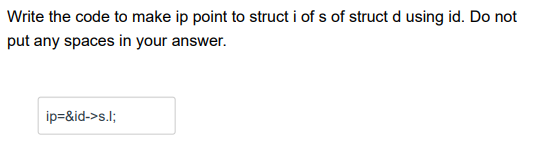 Write the code to make ip point to struct i of s of struct d using id. Do not
put any spaces in your answer.
ip=&id->s.I;